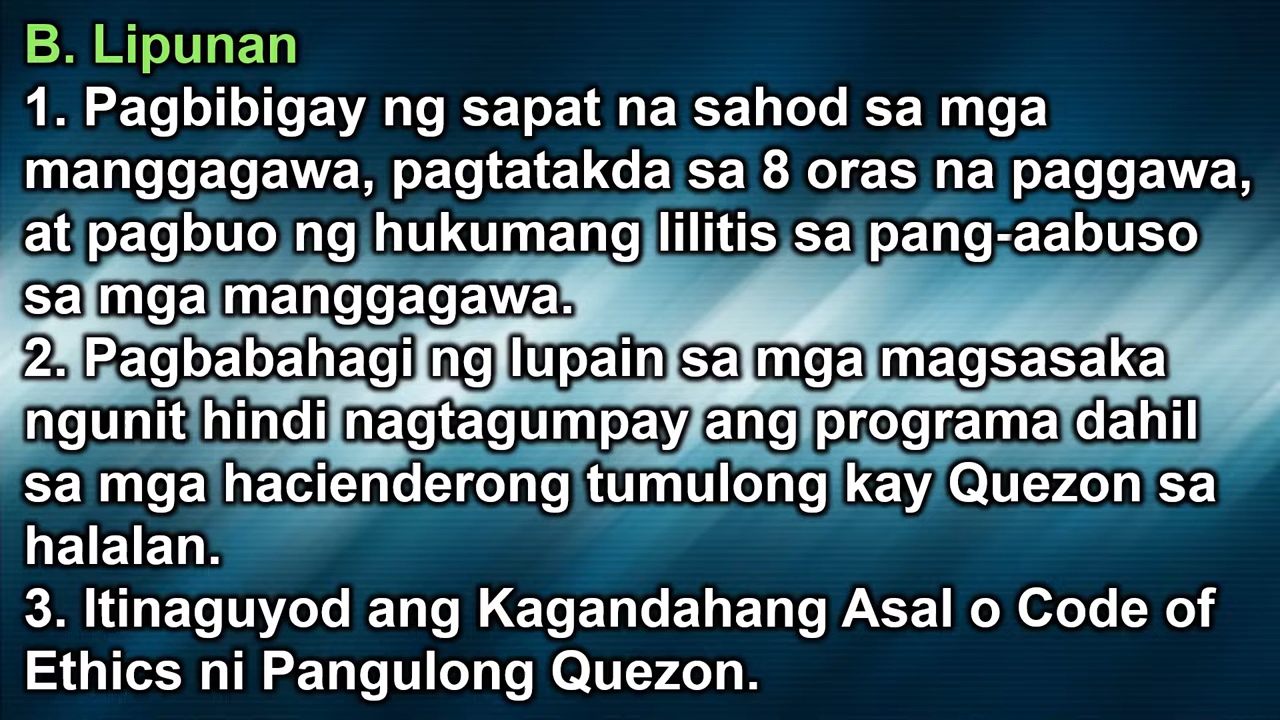 B. Lipunan
1. Pagbibigay ng sapat na sahod sa mga
manggagawa, pagtatakda sa 8 oras na paggawa,
at pagbuo ng hukumang lilitis sa pang-aabuso
sa mga manggagawa.
2. Pagbabahagi ng lupain sa mga magsasaka
ngunit hindi nagtagumpay ang programa dahil
sa mga hacienderong tumulong kay Quezon sa
halalan.
3. Itinaguyod ang Kagandahang Asal o Code of
Ethics ni Pangulong Quezon.